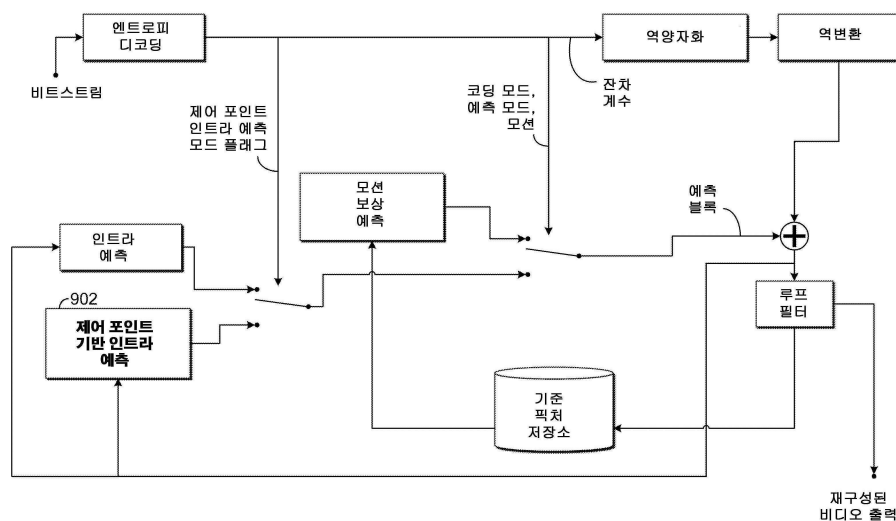 엔트로피
디코딩
역양자화
역변환
비트스트림
제어 포인트
인트라 예측
모드 플래그
코딩 모드,
예측 모드,
모션
잔차
계수
모션
보상
예측
예측
블록
인트라
예측
902
제어 포인트
기반 인트라
예측
루프
필터
기준
픽처
저장소
재구성된
비디오 출력